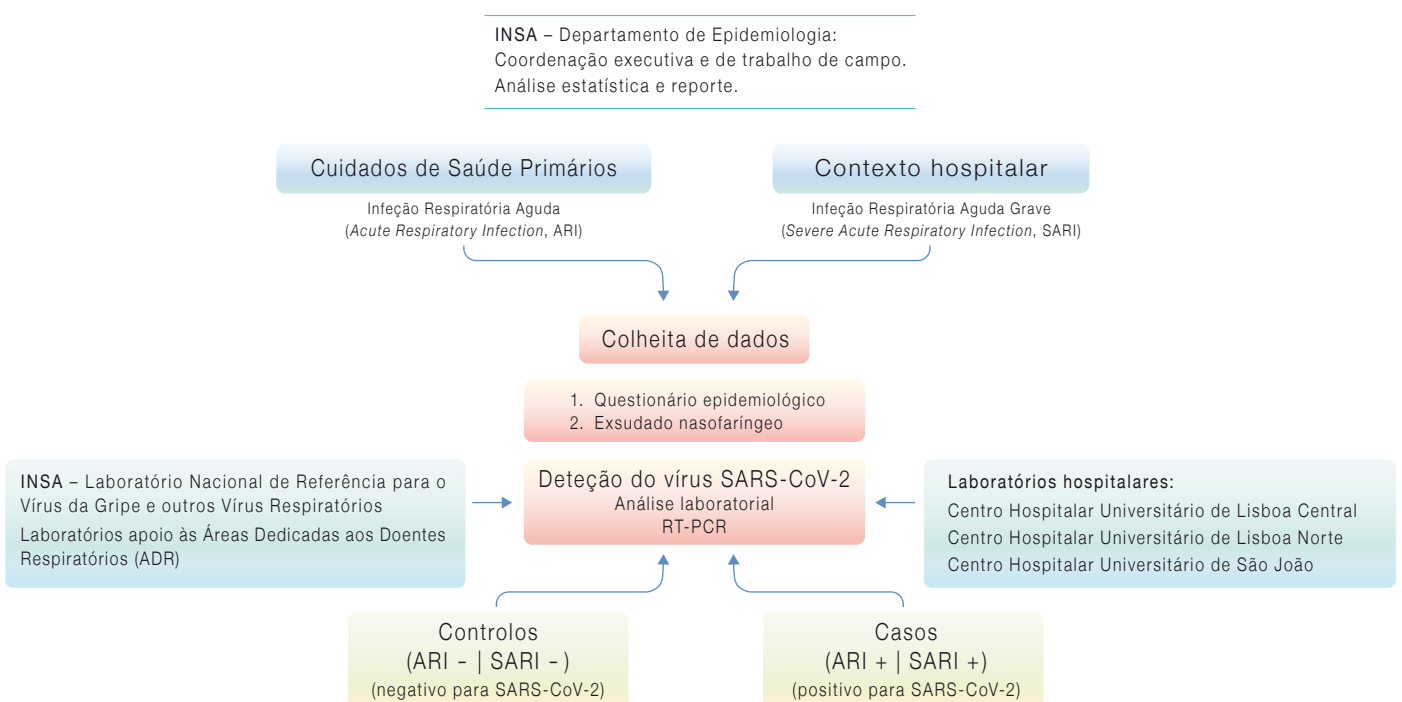 INSA – Departamento de Epidemiologia:
Coordenação executiva e de trabalho de campo.
Análise estatística e reporte.
Cuidados de Saúde Primários
Infeção Respiratória Aguda
(Acute Respiratory Infection, ARI)
Contexto hospitalar
Infeção Respiratória Aguda Grave
(Severe Acute Respiratory Infection, SARI)
Colheita de dados
1. Questionário epidemiológico
2. Exsudado nasofaríngeo
INSA – Laboratório Nacional de Referência para o
Vírus da Gripe e outros Vírus Respiratórios
Laboratórios apoio às Áreas Dedicadas aos Doentes
Respiratórios (ADR)
Deteção do vírus SARS-CoV-2
Análise laboratorial
RT-PCR
Laboratórios hospitalares:
Centro Hospitalar Universitário de Lisboa Central
Centro Hospitalar Universitário de Lisboa Norte
Centro Hospitalar Universitário de São João
Controlos
(ARI - | SARI - )
(negativo para SARS-CoV-2)
Casos
(ARI + | SARI +)
(positivo para SARS-CoV-2)